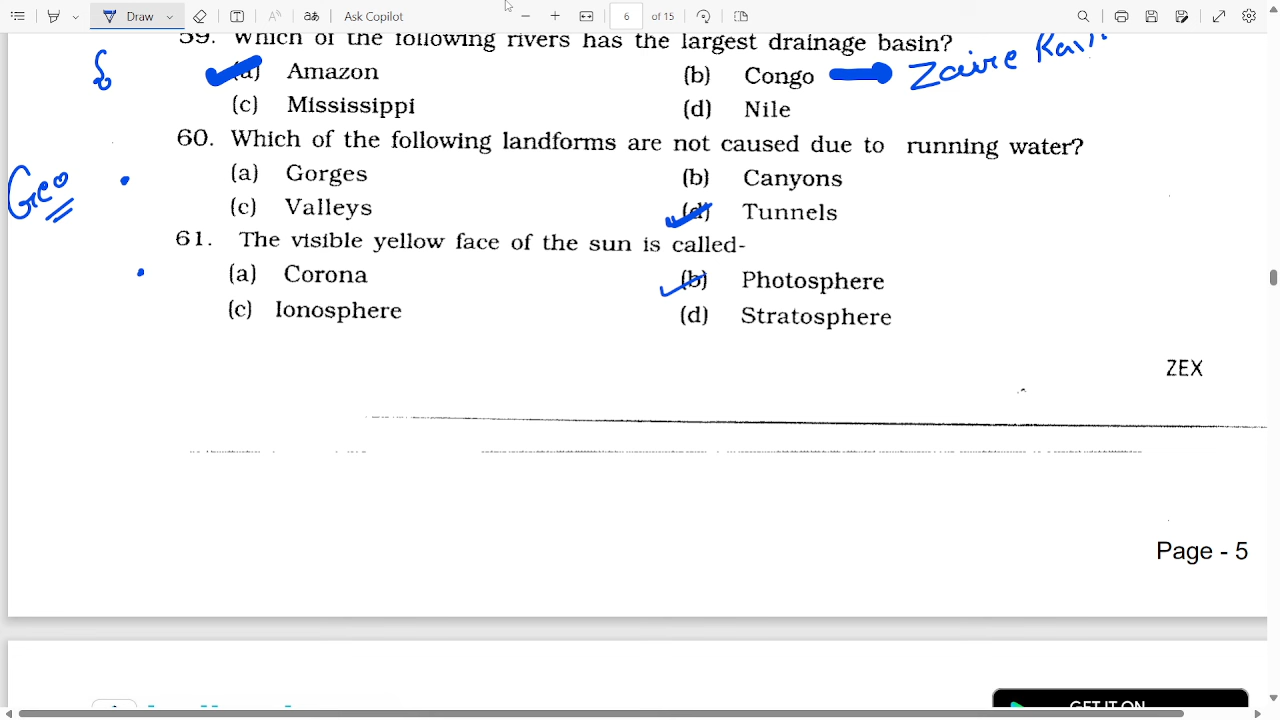 Draw
aあ
Ask Copilot
6 of 15
59. Which of the following rivers has the largest drainage basin?
(a) Amazon (b) Congo Zaire
(c) Mississippi (d) Nile
60. Which of the following landforms are not caused due to running water?
Geo
(a) Gorges (b) Canyons
(c) Valleys (d) Tunnels
61. The visible yellow face of the sun is called-
(a) Corona (b) Photosphere
(c) Ionosphere (d) Stratosphere
ZEX
Page - 5
GET IT ON